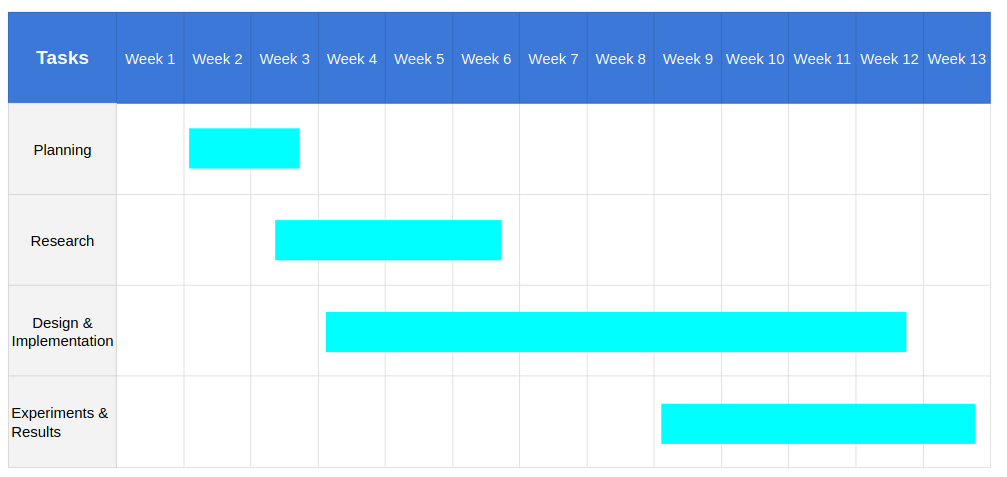 Tasks Week 1 Week 2 Week 3 Week 4 Week 5 Week 6 Week 7 Week 8 Week 9 Week 10 Week 11 Week 12 Week 13
Planning
Research
Design &
Implementation
Experiments &
Results